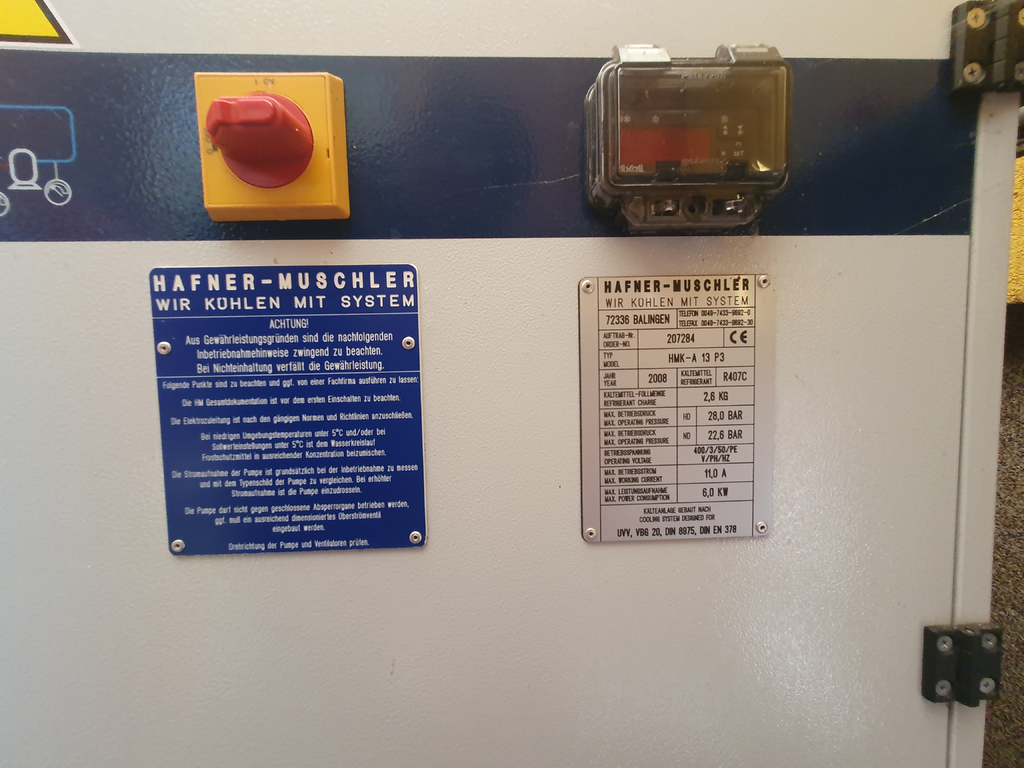 I ON
HAFNER-MUSCHLER
WIR KÜHLEN MIT SYSTEM
ACHTUNG!
Aus Gewährleistungsgründen sind die nachfolgenden
Inbetriebnahmehinweise zwingend zu beachten.
Bei Nichteinhaltung verfällt die Gewährleistung.
Folgende Punkte sind zu beachten und ggf. von einer Fachfirma ausführen zu lassen:
Die HM Gesamtdokumentation ist vor dem ersten Einschalten zu beachten.
Die Elektrozuleitung ist nach den gängigen Normen und Richtlinien anzuschließen.
Bei niedrigen Umgebungstemperaturen unter 5°C und/oder bei
Sollwerteinstellungen unter 5°C ist dem Wasserkreislauf
Frostschutzmittel in ausreichender Konzentration beizumischen.
Die Stromaufnahme der Pumpe ist grundsätzlich bei der Inbetriebnahme zu messen
und mit dem Typenschild der Pumpe zu vergleichen. Bei erhöhter
Stromaufnahme ist die Pumpe einzudrosseln.
Die Pumpe darf nicht gegen geschlossene Absperrorgane betrieben werden,
ggf. muß ein ausreichend dimensioniertes Überströmventil
eingebaut werden.
Drehrichtung der Pumpe und Ventilatoren prüfen.
SET
HAFNER-MUSCHLER
WIR KÜHLEN MIT SYSTEM
72336 BALINGEN
TELEFON 0049-7433-9692-0
TELEFAX 0049-7433-9692-30
AUFTRAG-Nr.
ORDER-NO.
207284
CE
TYP
MODEL
HMK-A 13 P3
JAHR
YEAR
2008
KÄLTEMITTEL
REFRIGERANT
R407C
KÄLTEMITTEL-FÜLLMENGE
REFRIGERANT CHARGE
2,6 KG
MAX. BETRIEBSDRUCK
MAX. OPERATING PRESSURE
HD
28,0 BAR
MAX. BETRIEBSDRUCK
MAX. OPERATING PRESSURE
ND
22,6 BAR
BETRIEBSSPANNUNG
OPERATING VOLTAGE
400/3/50/PE
V/PH/HZ
MAX. BETRIEBSSTROM
MAX. WORKING CURRENT
11,0 A
MAX. LEISTUNGSAUFNAHME
MAX. POWER CONSUMPTION
6,0 KW
KÄLTEANLAGE GEBAUT NACH
COOLING SYSTEM DESIGNED FOR
UVV, VBG 20, DIN 8975, DIN EN 378